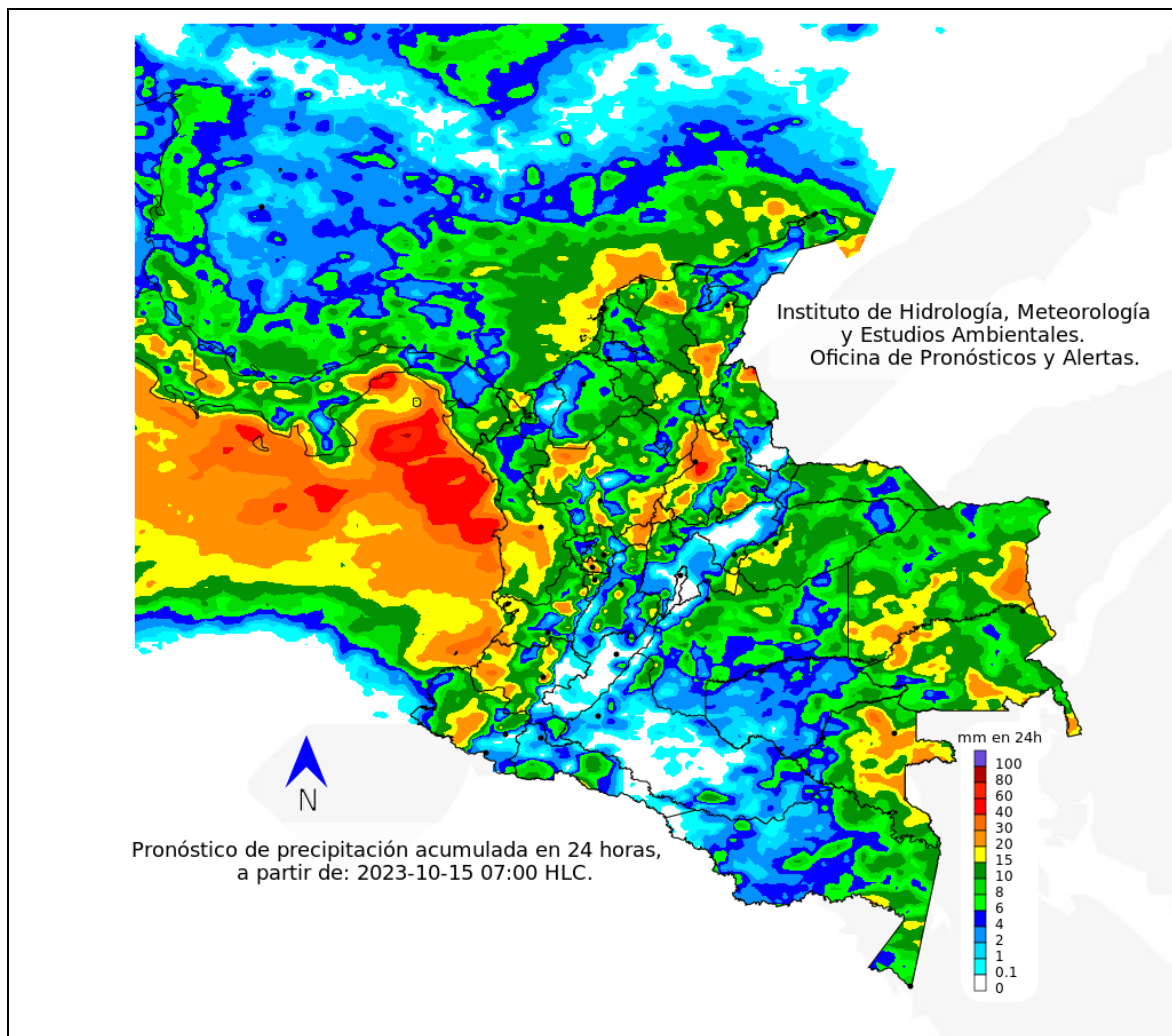 Instituto de Hidrología, Meteorología
y Estudios Ambientales.
Oficina de Pronósticos y Alertas.
mm en 24h
100
80
60
40
30
20
15
10
8
6
4
2
1
0.1
0
N
Pronóstico de precipitación acumulada en 24 horas,
a partir de: 2023-10-15 07:00 HLC.